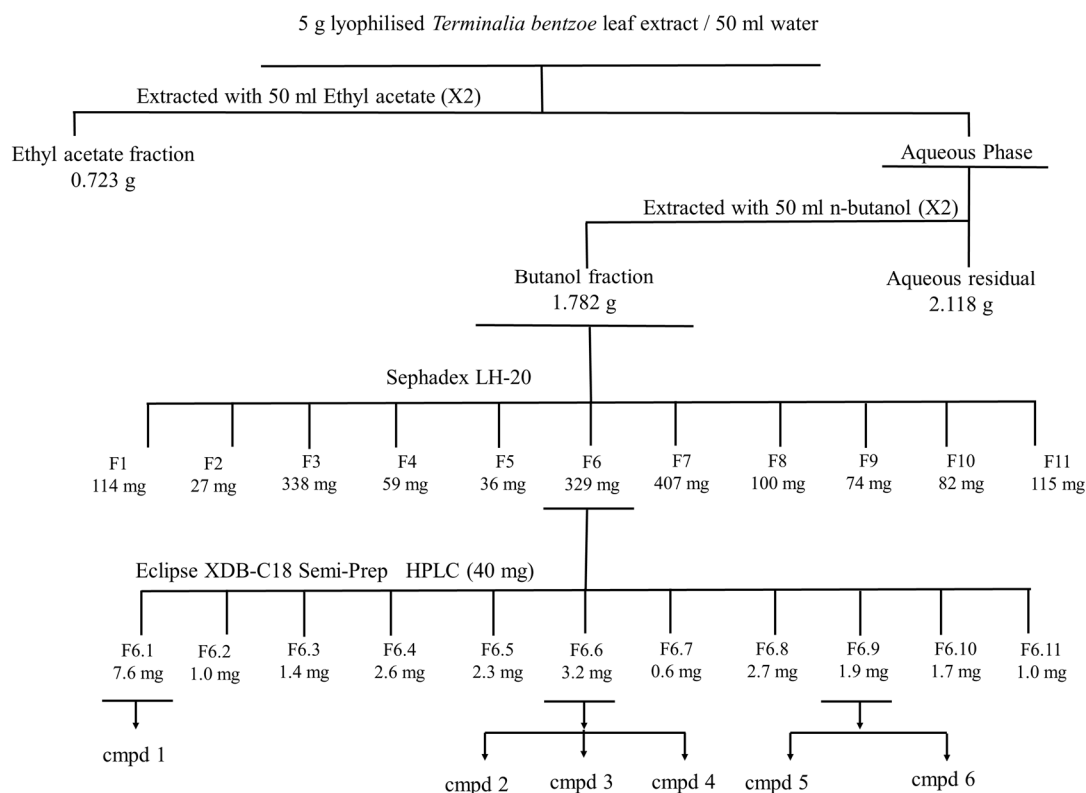 5 g lyophilised Terminalia bentzoe leaf extract / 50 ml water
Extracted with 50 ml Ethyl acetate (X2)
Ethyl acetate fraction
0.723 g
Aqueous Phase
Extracted with 50 ml n-butanol (X2)
Butanol fraction
1.782 g
Aqueous residual
2.118 g
Sephadex LH-20
F1
114 mg
F2
27 mg
F3
338 mg
F4
59 mg
F5
36 mg
F6
329 mg
F7
407 mg
F8
100 mg
F9
74 mg
F10
82 mg
F11
115 mg
Eclipse XDB-C18 Semi-Prep HPLC (40 mg)
F6.1
7.6 mg
F6.2
1.0 mg
F6.3
1.4 mg
F6.4
2.6 mg
F6.5
2.3 mg
F6.6
3.2 mg
F6.7
0.6 mg
F6.8
2.7 mg
F6.9
1.9 mg
F6.10
1.7 mg
F6.11
1.0 mg
cmpd 1
cmpd 2
cmpd 3
cmpd 4
cmpd 5
cmpd 6